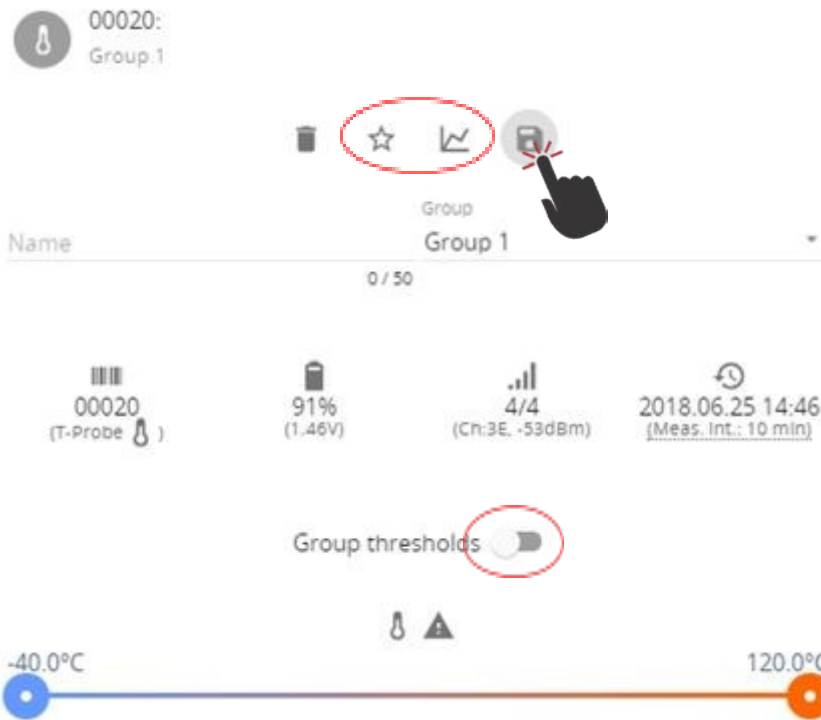 00020:
Group 1
Group
Name
Group 1
0 / 50
00020
91%
4/4
2018.06.25 14:46
(T-Probe )
(1.46V)
(Ch:3E, -53dBm)
(Meas. Int.: 10 min)
Group thresholds
-40.0°C
120.0°C